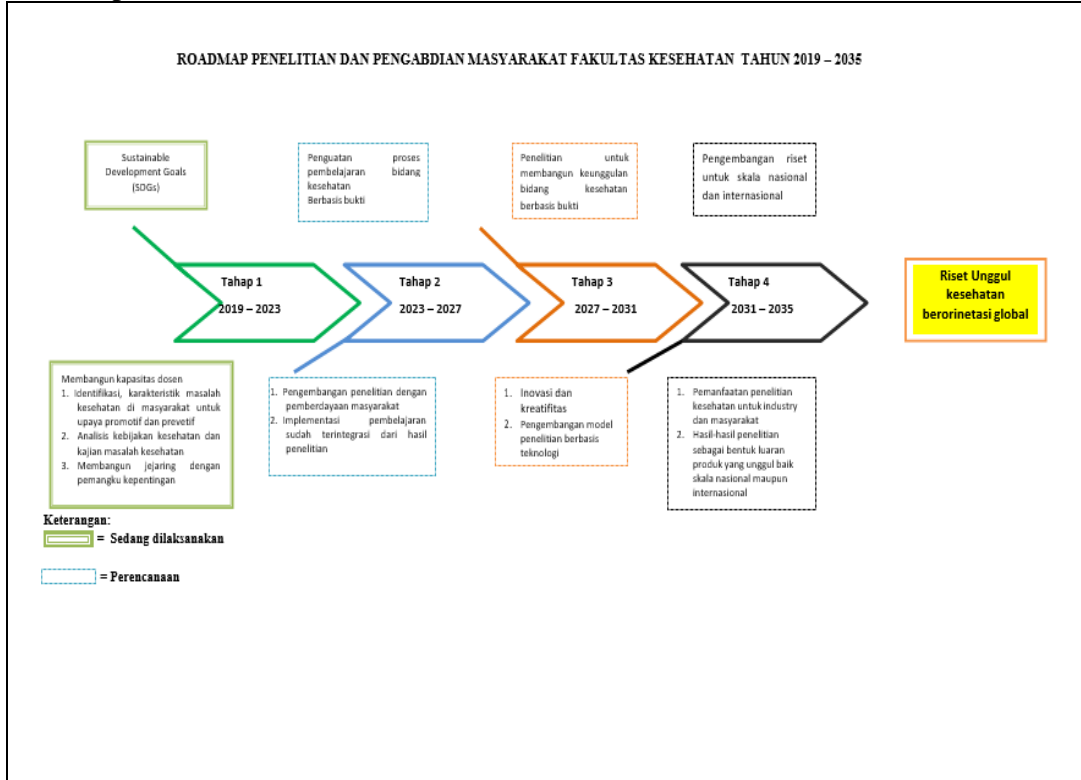 ROADMAP PENELITIAN DAN PENGABDIAN MASYARAKAT FAKULTAS KESEHATAN TAHUN 2019 – 2035
Sustainable
Development Goals
(SDGs)
Penguatan proses
pembelajaran bidang
kesehatan
Berbasis bukti
Penelitian untuk
membangun keunggulan
bidang kesehatan
berbasis bukti
Pengembangan riset
untuk skala nasional
dan internasional
Tahap 1
2019 – 2023
Tahap 2
2023 – 2027
Tahap 3
2027 – 2031
Tahap 4
2031 – 2035
Riset Unggul
kesehatan
berorinetasi global
Membangun kapasitas dosen
1. Identifikasi, karakteristik masalah
kesehatan di masyarakat untuk
upaya promotif dan prevetif
2. Analisis kebijakan kesehatan dan
kajian masalah kesehatan
3. Membangun jejaring dengan
pemangku kepentingan
1. Pengembangan penelitian dengan
pemberdayaan masyarakat
2. Implementasi pembelajaran
sudah terintegrasi dari hasil
penelitian
1. Inovasi dan
kreatifitas
2. Pengembangan model
penelitian berbasis
teknologi
1. Pemanfaatan penelitian
kesehatan untuk industry
dan masyarakat
2. Hasil-hasil penelitian
sebagai bentuk luaran
produk yang unggul baik
skala nasional maupun
internasional
Keterangan:
= Sedang dilaksanakan
= Perencanaan